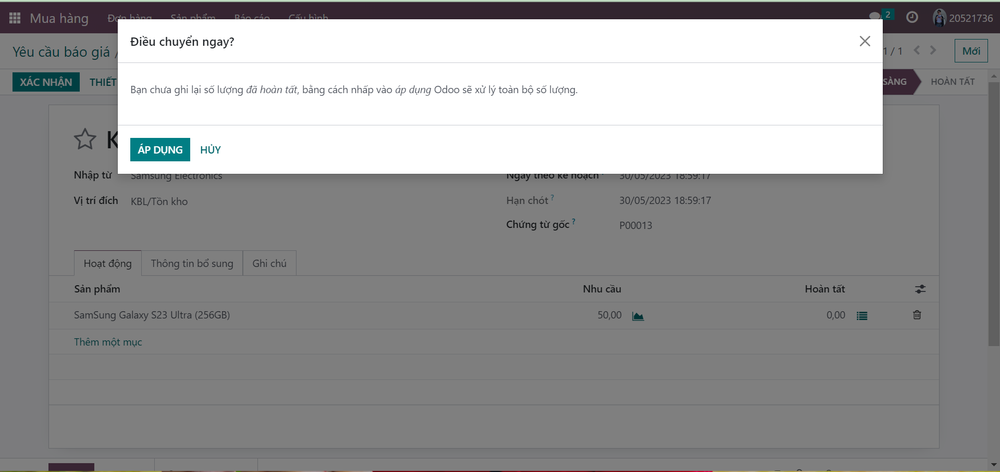 Mua hàng
Đơn hàng
Sản phẩm
Báo cáo
Cấu hình
2
20521736
Điều chuyển ngay?
Yêu cầu báo giá /
1 / 1
Mới
XÁC NHẬN
THIẾT
SÀNG
HOÀN TẤT
Bạn chưa ghi lại số lượng đã hoàn tất, bằng cách nhấp vào áp dụng Odoo sẽ xử lý toàn bộ số lượng.
K
ÁP DỤNG
HỦY
Nhập từ
Samsung Electronics
Ngày theo kế hoạch
30/05/2023 18:59:17
Vị trí đích
KBL/Tồn kho
Hạn chót ?
30/05/2023 18:59:17
Chứng từ gốc ?
P00013
Hoạt động
Thông tin bổ sung
Ghi chú
Sản phẩm
Nhu cầu
Hoàn tất
SamSung Galaxy S23 Ultra (256GB)
50,00
0,00
Thêm một mục